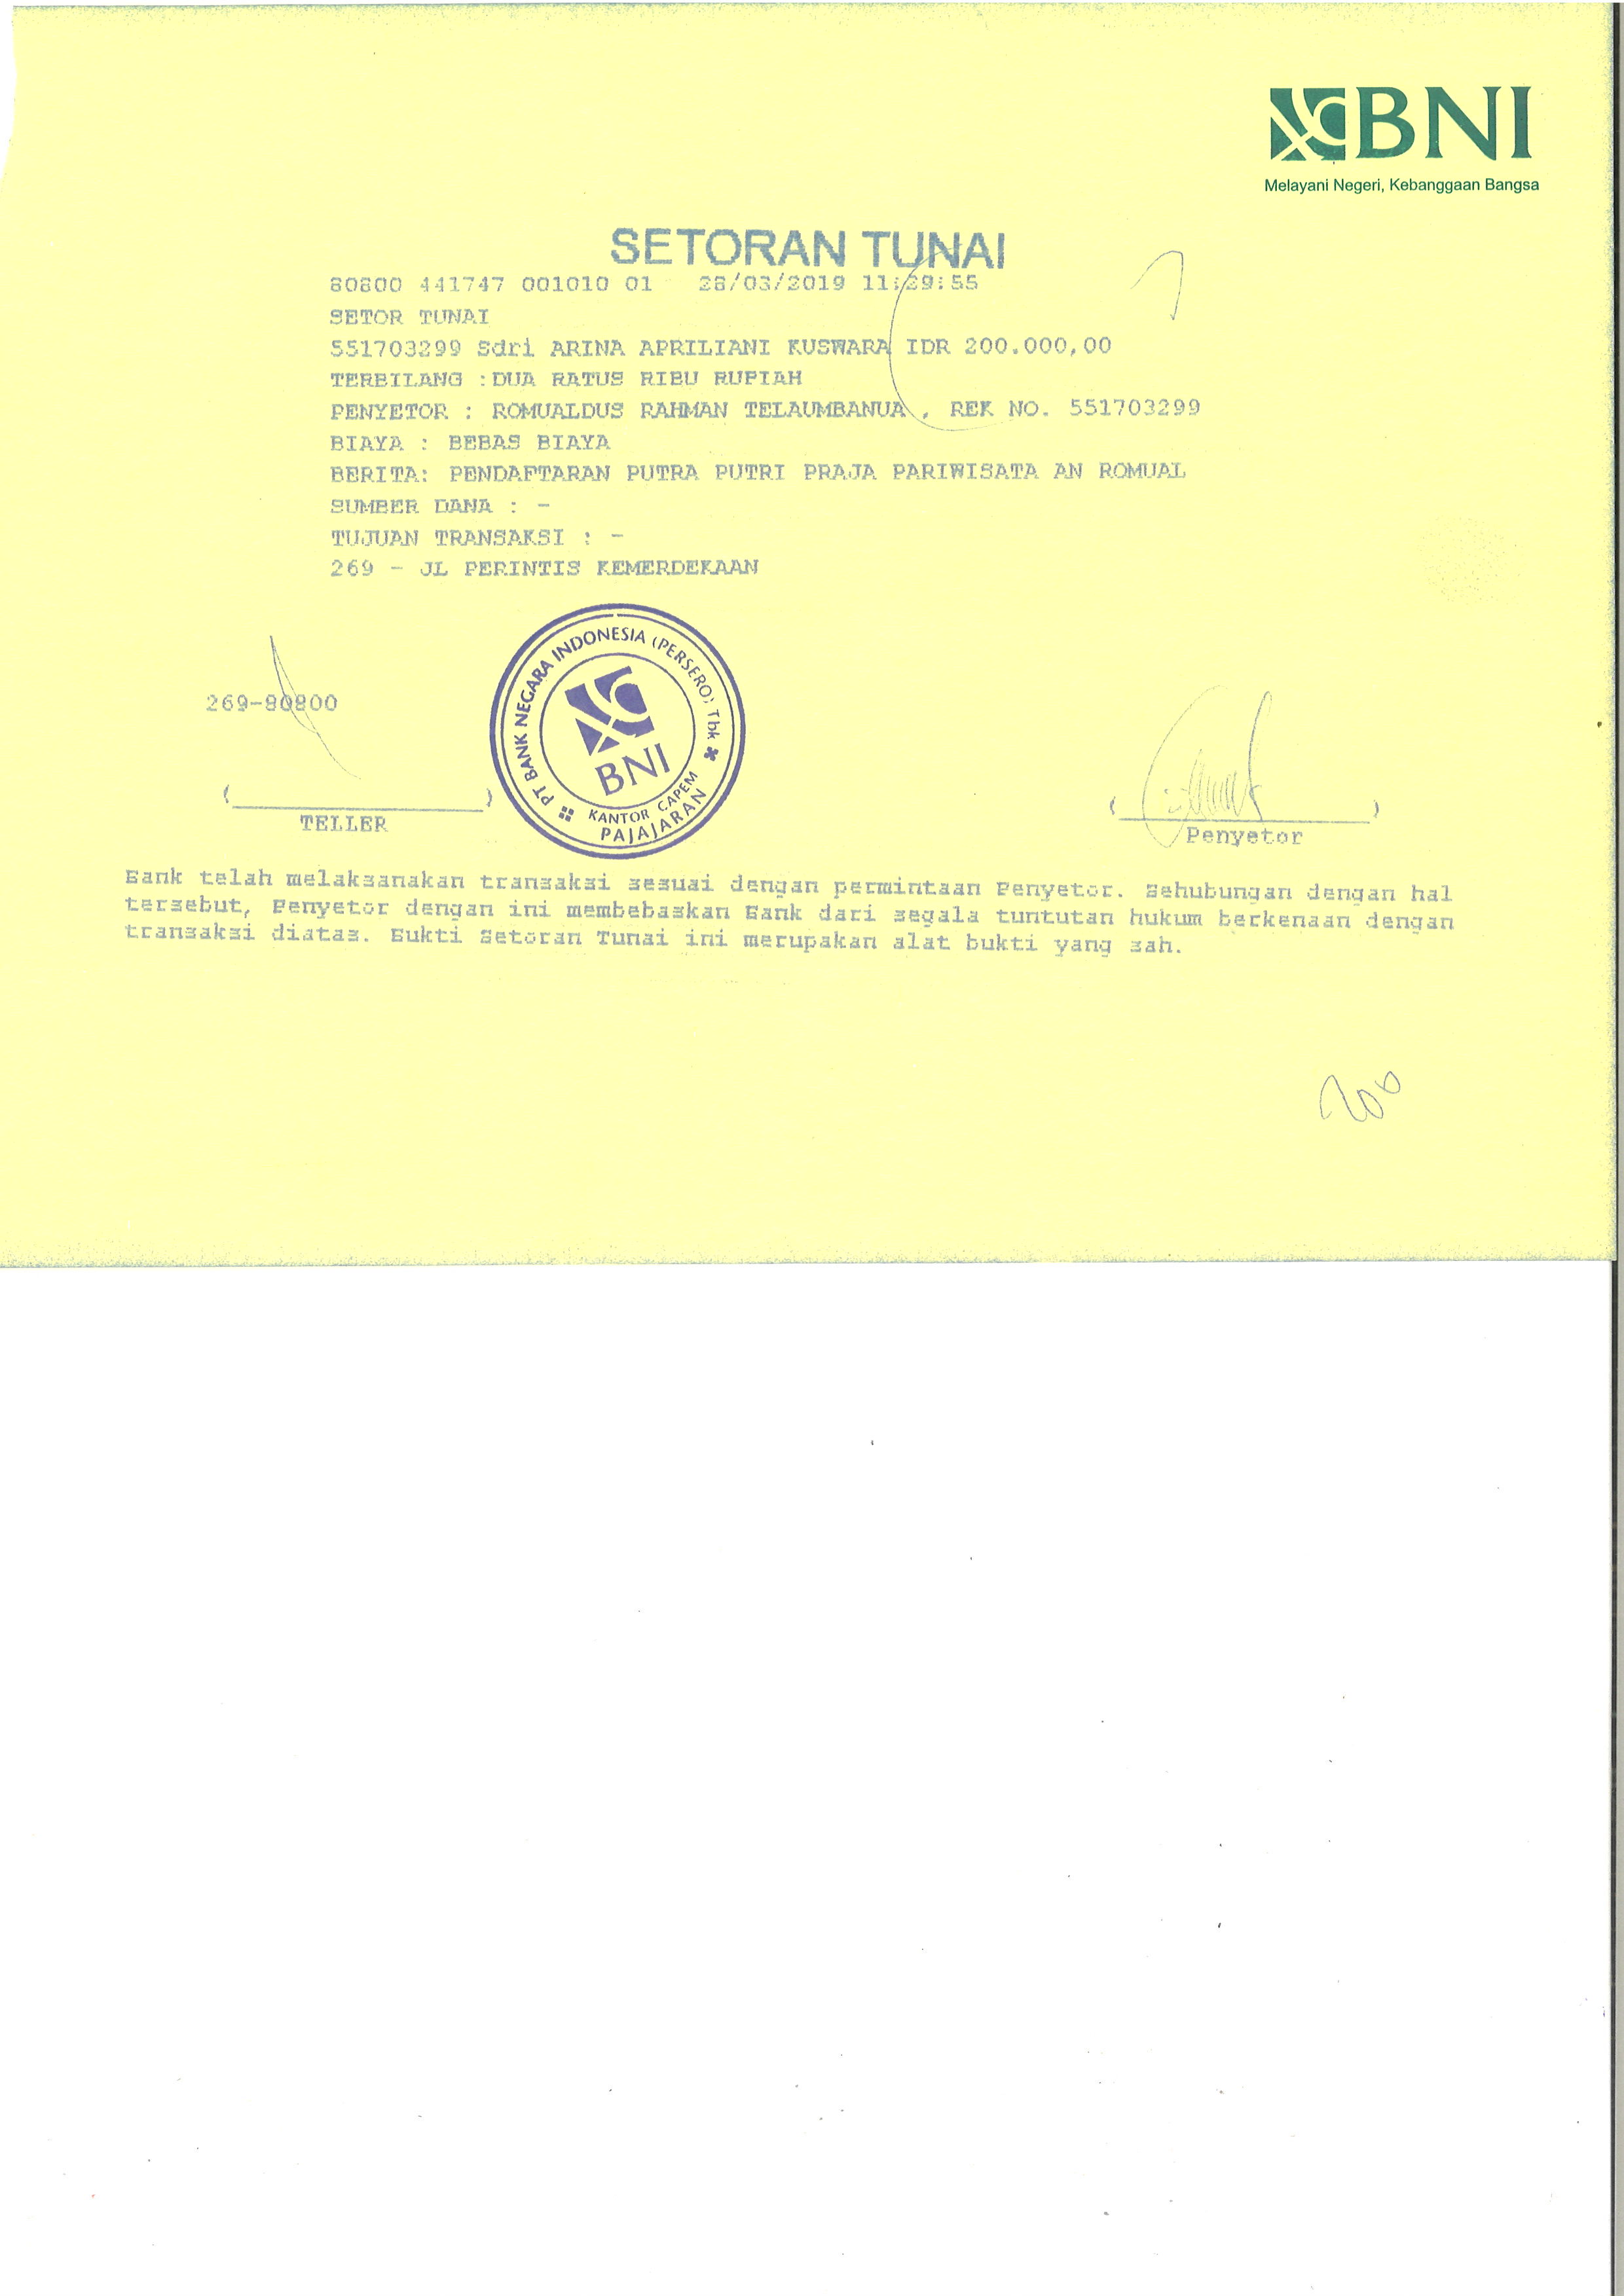 BNI
Melayani Negeri, Kebanggaan Bangsa
SETORAN TUNAI
80800 441747 001010 01 28/03/2019 11:29:55
SETOR TUNAI
551703299 Sdri ARINA APRILIANI KUSWARA IDR 200.000,00
TERBILANG :DUA RATUS RIBU RUPIAH
PENYETOR : ROMUALDUS RAHMAN TELAUMBANUA , REK NO. 551703299
BIAYA : BEBAS BIAYA
BERITA: PENDAFTARAN PUTRA PUTRI PRAJA PARIWISATA AN ROMUAL
SUMBER DANA : -
TUJUAN TRANSAKSI : -
269 - JL PERINTIS KEMERDEKAAN
PT BANK NEGARA INDONESIA (PERSERO) Tbk
BNI
KANTOR CAPEM
PAJAJARAN
269-80800
( )
TELLER
( )
Penyetor
Bank telah melaksanakan transaksi sesuai dengan permintaan Penyetor. Sehubungan dengan hal
tersebut, Penyetor dengan ini membebaskan Bank dari segala tuntutan hukum berkenaan dengan
transaksi diatas. Bukti Setoran Tunai ini merupakan alat bukti yang sah.
200